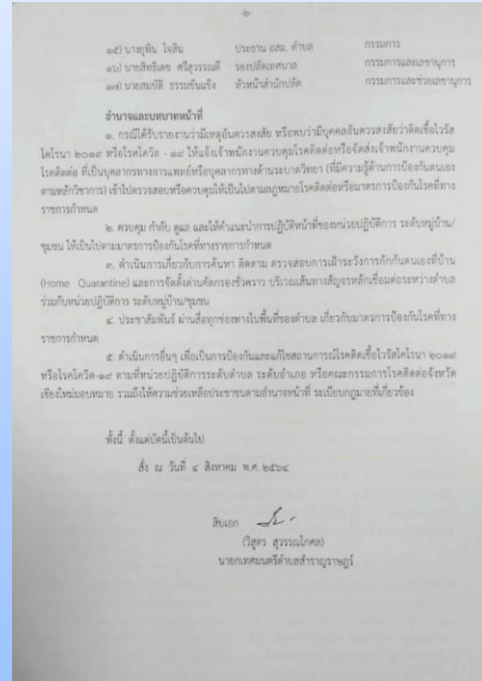 -๒-
๑๕) นายยุพิน ใจสืบ ประธาน อสม. ตำบล กรรมการ
๑๖) นายสิทธิเดช ศรีสุวรรณดี รองปลัดเทศบาล กรรมการและเลขานุการ
๑๗) นายสมบัติ ธรรมขันแข็ง หัวหน้าสำนักปลัด กรรมการและช่วยเลขานุการ
อำนาจและบทบาทหน้าที่
๑. กรณีได้รับรายงานว่ามีเหตุอันควรสงสัย หรือพบว่ามีบุคคลอันควรสงสัยว่าติดเชื้อไวรัส
โคโรนา ๒๐๑๙ หรือโรคโควิด - ๑๙ ให้แจ้งเจ้าพนักงานควบคุมโรคติดต่อหรือจัดส่งเจ้าพนักงานควบคุม
โรคติดต่อ ที่เป็นบุคลากรทางการแพทย์หรือบุคลากรทางด้านระบาดวิทยา (ที่มีความรู้ด้านการป้องกันตนเอง
ตามหลักวิชาการ) เข้าไปตรวจสอบหรือควบคุมให้เป็นไปตามกฎหมายโรคติดต่อหรือมาตรการป้องกันโรคที่ทาง
ราชการกำหนด
๒. ควบคุม กำกับ ดูแล และให้คำแนะนำการปฏิบัติหน้าที่ของหน่วยปฏิบัติการ ระดับหมู่บ้าน/
ชุมชน ให้เป็นไปตามมาตรการป้องกันโรคที่ทางราชการกำหนด
๓. ดำเนินการเกี่ยวกับการค้นหา ติดตาม ตรวจสอบการเฝ้าระวังการกักกันตนเองที่บ้าน
(Home Quarantine) และการจัดตั้งด่านคัดกรองชั่วคราว บริเวณเส้นทางสัญจรหลักเชื่อมต่อระหว่างตำบล
ร่วมกับหน่วยปฏิบัติการ ระดับหมู่บ้าน/ชุมชน
๔. ประชาสัมพันธ์ ผ่านสื่อทุกช่องทางในพื้นที่ของตำบล เกี่ยวกับมาตรการป้องกันโรคที่ทาง
ราชการกำหนด
๕. ดำเนินการอื่นๆ เพื่อเป็นการป้องกันและแก้ไขสถานการณ์โรคติดเชื้อไวรัสโคโรนา ๒๐๑๙
หรือโรคโควิด-๑๙ ตามที่หน่วยปฏิบัติการระดับตำบล ระดับอำเภอ หรือคณะกรรมการโรคติดต่อจังหวัด
เชียงใหม่มอบหมาย รวมถึงให้ความช่วยเหลือประชาชนตามอำนาจหน้าที่ ระเบียบกฎหมายที่เกี่ยวข้อง
ทั้งนี้ ตั้งแต่บัดนี้เป็นต้นไป
สั่ง ณ วันที่ ๔ สิงหาคม พ.ศ. ๒๕๖๔
สิบเอก
(วิสูตร สุวรรณโกศล)
นายกเทศมนตรีตำบลสำราญราษฎร์